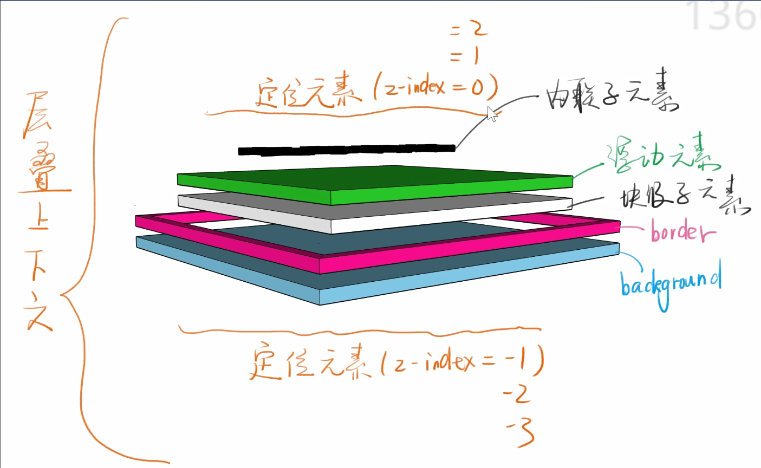 136
= 2
= 1
定位元素 (z-index = 0)
内联子元素
浮动元素
块级子元素
border
background
层叠上下文
定位元素 (z-index = -1)
-2
-3